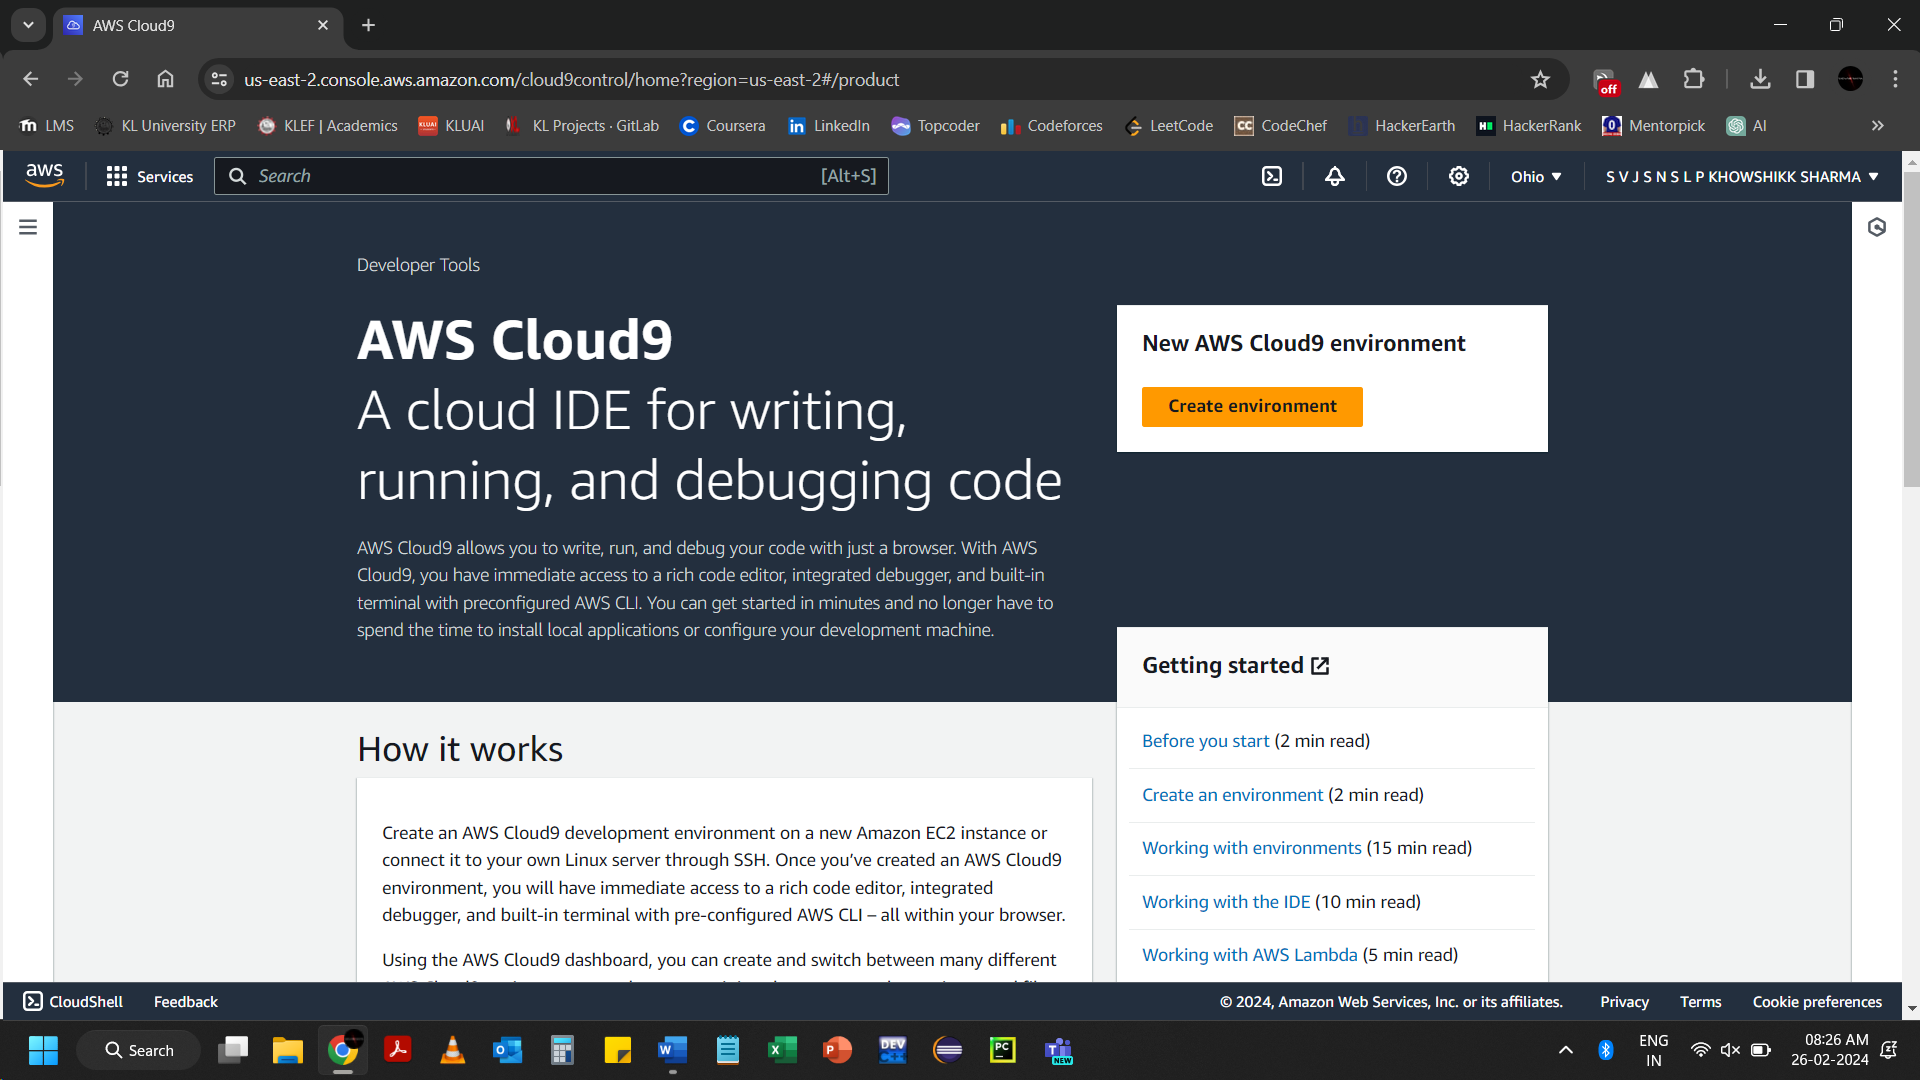 AWS Cloud9
us-east-2.console.aws.amazon.com/cloud9control/home?region=us-east-2#/product
off
LMS
KL University ERP
KLEF | Academics
KLUAI
KL Projects · GitLab
Coursera
LinkedIn
Topcoder
Codeforces
LeetCode
CodeChef
HackerEarth
HackerRank
Mentorpick
AI
aws
Services
Search
[Alt+S]
Ohio
S V J S N S L P KHOWSHIKK SHARMA
Developer Tools
AWS Cloud9
A cloud IDE for writing,
running, and debugging code
AWS Cloud9 allows you to write, run, and debug your code with just a browser. With AWS
Cloud9, you have immediate access to a rich code editor, integrated debugger, and built-in
terminal with preconfigured AWS CLI. You can get started in minutes and no longer have to
spend the time to install local applications or configure your development machine.
New AWS Cloud9 environment
Create environment
Getting started
Before you start (2 min read)
Create an environment (2 min read)
Working with environments (15 min read)
Working with the IDE (10 min read)
Working with AWS Lambda (5 min read)
How it works
Create an AWS Cloud9 development environment on a new Amazon EC2 instance or
connect it to your own Linux server through SSH. Once you’ve created an AWS Cloud9
environment, you will have immediate access to a rich code editor, integrated
debugger, and built-in terminal with pre-configured AWS CLI – all within your browser.
Using the AWS Cloud9 dashboard, you can create and switch between many different
CloudShell
Feedback
© 2024, Amazon Web Services, Inc. or its affiliates.
Privacy
Terms
Cookie preferences
Search
DEV
PC
NEW
ENG
IN
08:26 AM
26-02-2024